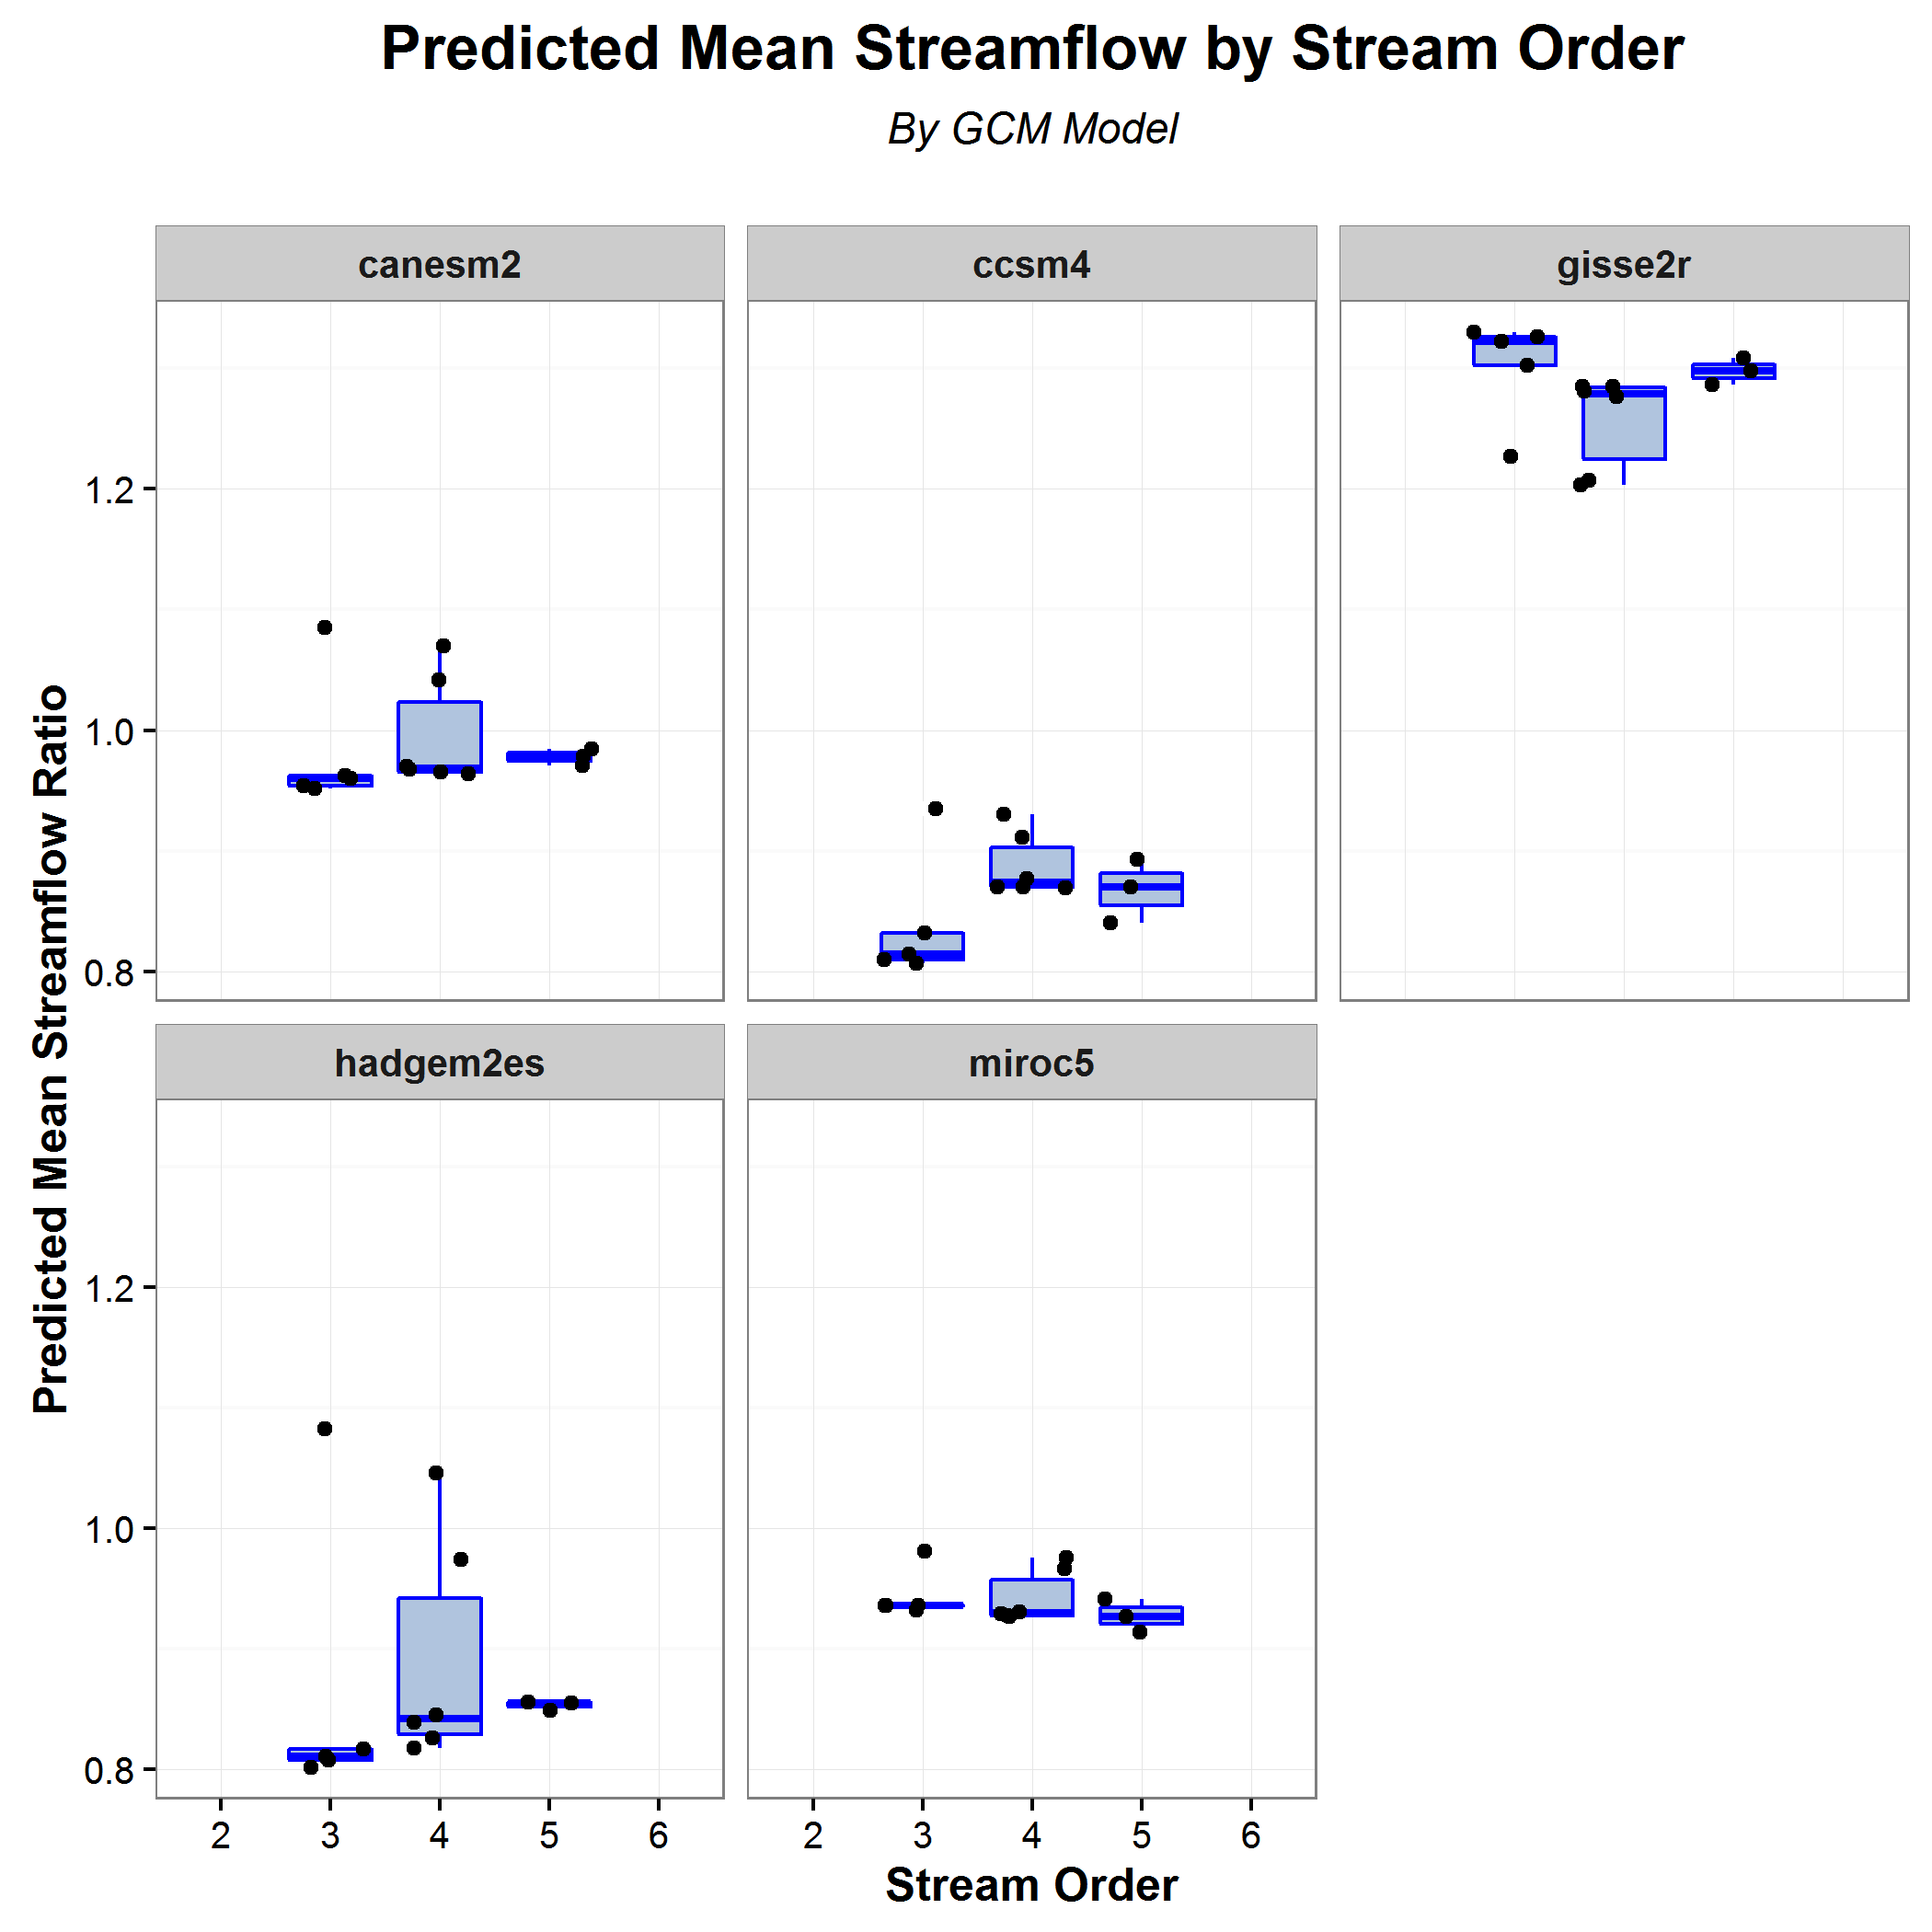 Predicted Mean Streamflow by Stream Order
By GCM Model
canesm2
ccsm4
gisse2r
1.2
1.0
0.8
Predicted Mean Streamflow Ratio
hadgem2es
miroc5
1.2
1.0
0.8
2 3 4 5 6
2 3 4 5 6
Stream Order